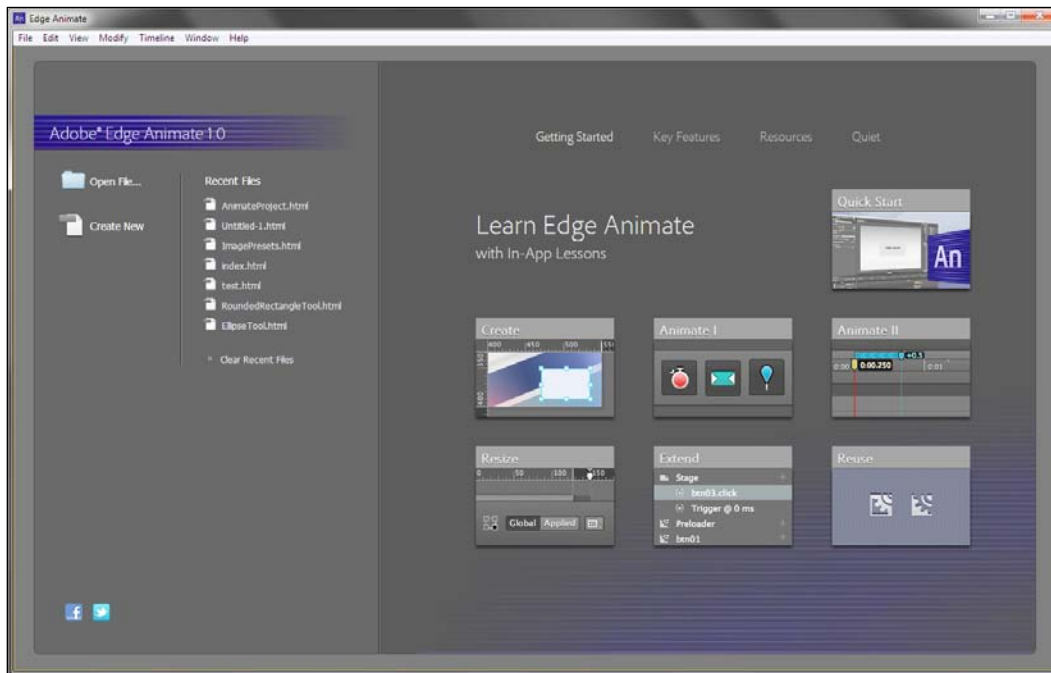 Edge Animate
File Edit View Modify Timeline Window Help
Adobe® Edge Animate 1.0
Open File...
Create New
Recent Files
AnimateProject.html
Untitled-1.html
ImagePresets.html
index.html
test.html
RoundedRectangleTool.html
EllipseTool.html
Clear Recent Files
Getting Started Key Features Resources Quiet
Learn Edge Animate
with In-App Lessons
Quick Start
An
Create
400 450 500 550
350
400
Animate I
Animate II
+0.5
0:00 0:00.250 0:01
Resize
0 50 100 150
Global Applied
Extend
Stage
btn03.click
Trigger @ 0 ms
Preloader
btn01
Reuse